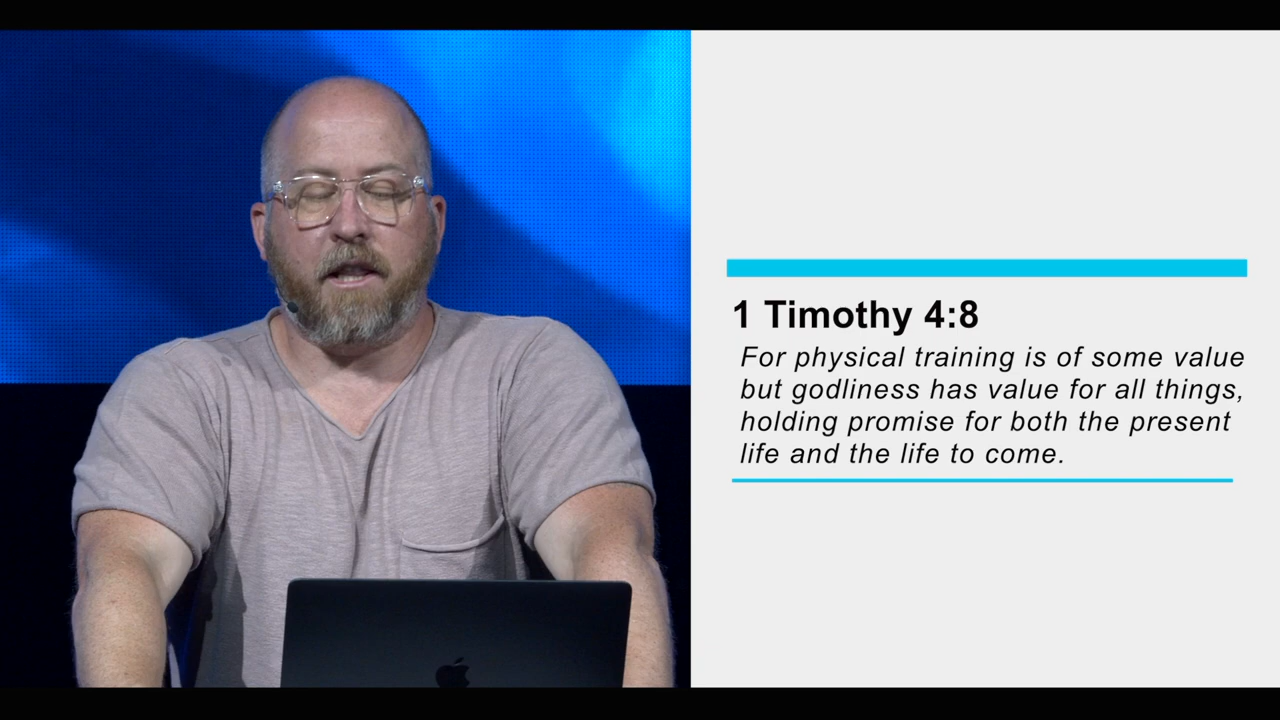 1 Timothy 4:8
For physical training is of some value
but godliness has value for all things,
holding promise for both the present
life and the life to come.